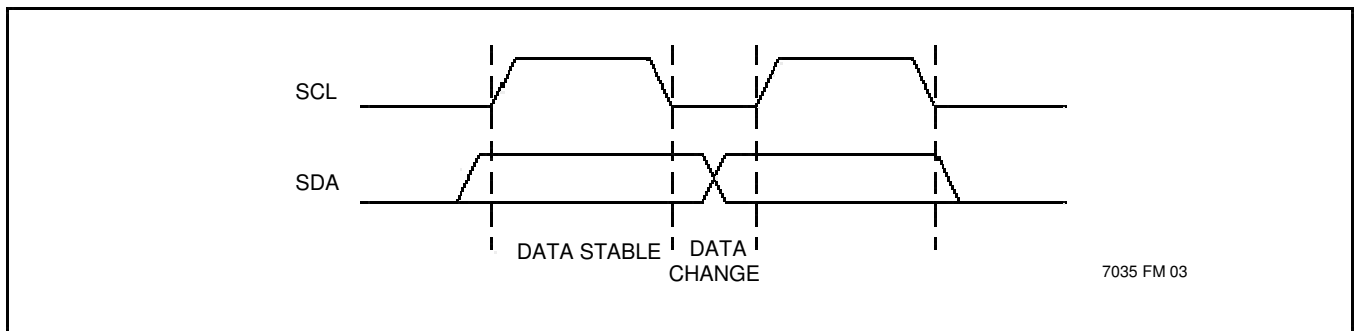 SCL
SDA
DATA STABLE
DATA
CHANGE
7035 FM 03